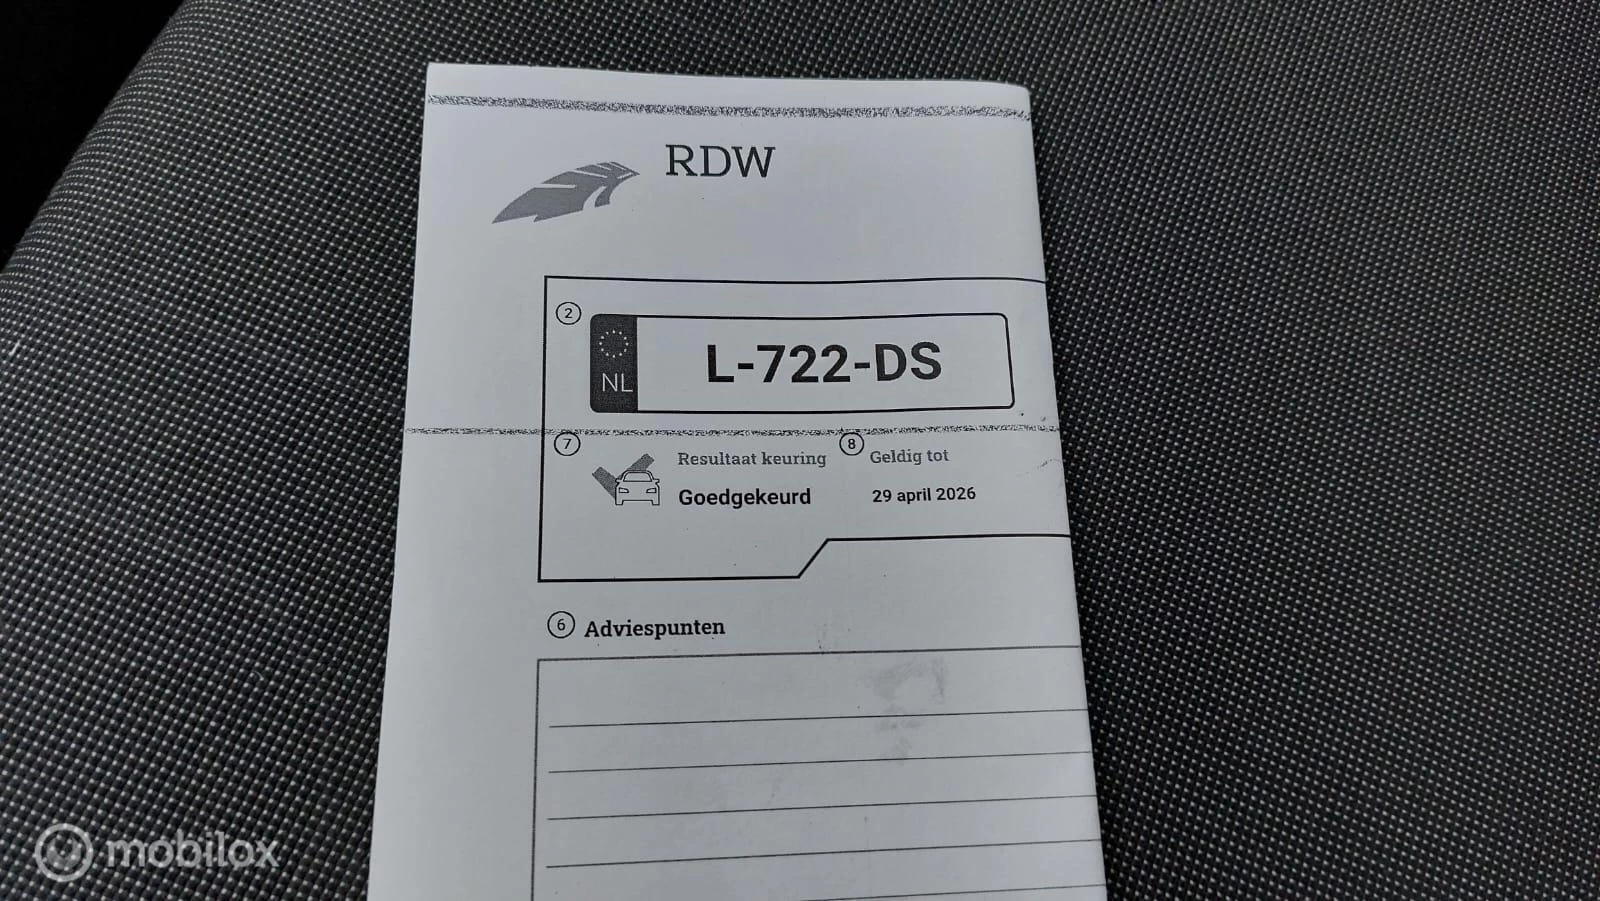 RDW
2
NL
L-722-DS
7
Resultaat keuring
8
Geldig tot
Goedgekeurd
29 april 2026
6 Adviespunten
mobilox